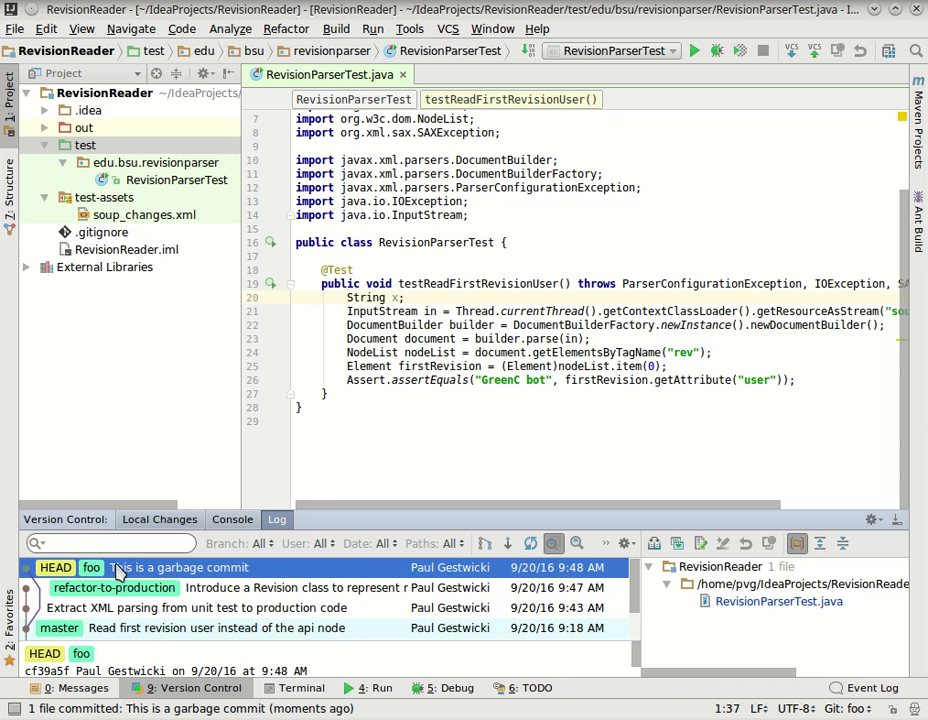 RevisionReader - [~/IdeaProjects/RevisionReader] - [RevisionReader] - ~/IdeaProjects/RevisionReader/test/edu/bsu/revisionparser/RevisionParserTest.java - I...
File Edit View Navigate Code Analyze Refactor Build Run Tools VCS Window Help
RevisionReader test edu bsu revisionparser RevisionParserTest RevisionParserTest VCS VCS
Project RevisionParserTest.java
RevisionParserTest testReadFirstRevisionUser()
1: Project
7: Structure
2: Favorites
RevisionReader ~/IdeaProjects/
.idea
out
test
edu.bsu.revisionparser
RevisionParserTest
test-assets
soup_changes.xml
.gitignore
RevisionReader.iml
External Libraries
7 import org.w3c.dom.NodeList;
8 import org.xml.sax.SAXException;
9
10 import javax.xml.parsers.DocumentBuilder;
11 import javax.xml.parsers.DocumentBuilderFactory;
12 import javax.xml.parsers.ParserConfigurationException;
13 import java.io.IOException;
14 import java.io.InputStream;
15
16 public class RevisionParserTest {
17
18 @Test
19 public void testReadFirstRevisionUser() throws ParserConfigurationException, IOException, SA
20 String x;
21 InputStream in = Thread.currentThread().getContextClassLoader().getResourceAsStream("sou
22 DocumentBuilder builder = DocumentBuilderFactory.newInstance().newDocumentBuilder();
23 Document document = builder.parse(in);
24 NodeList nodeList = document.getElementsByTagName("rev");
25 Element firstRevision = (Element)nodeList.item(0);
26 Assert.assertEquals("GreenC bot", firstRevision.getAttribute("user"));
27 }
28 }
29
Maven Projects
Ant Build
Version Control: Local Changes Console Log
Branch: All User: All Date: All Paths: All
HEAD foo This is a garbage commit Paul Gestwicki 9/20/16 9:48 AM
refactor-to-production Introduce a Revision class to represent r Paul Gestwicki 9/20/16 9:47 AM
Extract XML parsing from unit test to production code Paul Gestwicki 9/20/16 9:43 AM
master Read first revision user instead of the api node Paul Gestwicki 9/20/16 9:18 AM
HEAD foo
cf39a5f Paul Gestwicki on 9/20/16 at 9:48 AM
RevisionReader 1 file
/home/pvg/IdeaProjects/RevisionReade
RevisionParserTest.java
0: Messages 9: Version Control Terminal 4: Run 5: Debug 6: TODO Event Log
1 file committed: This is a garbage commit (moments ago) 1:37 LF UTF-8 Git: foo